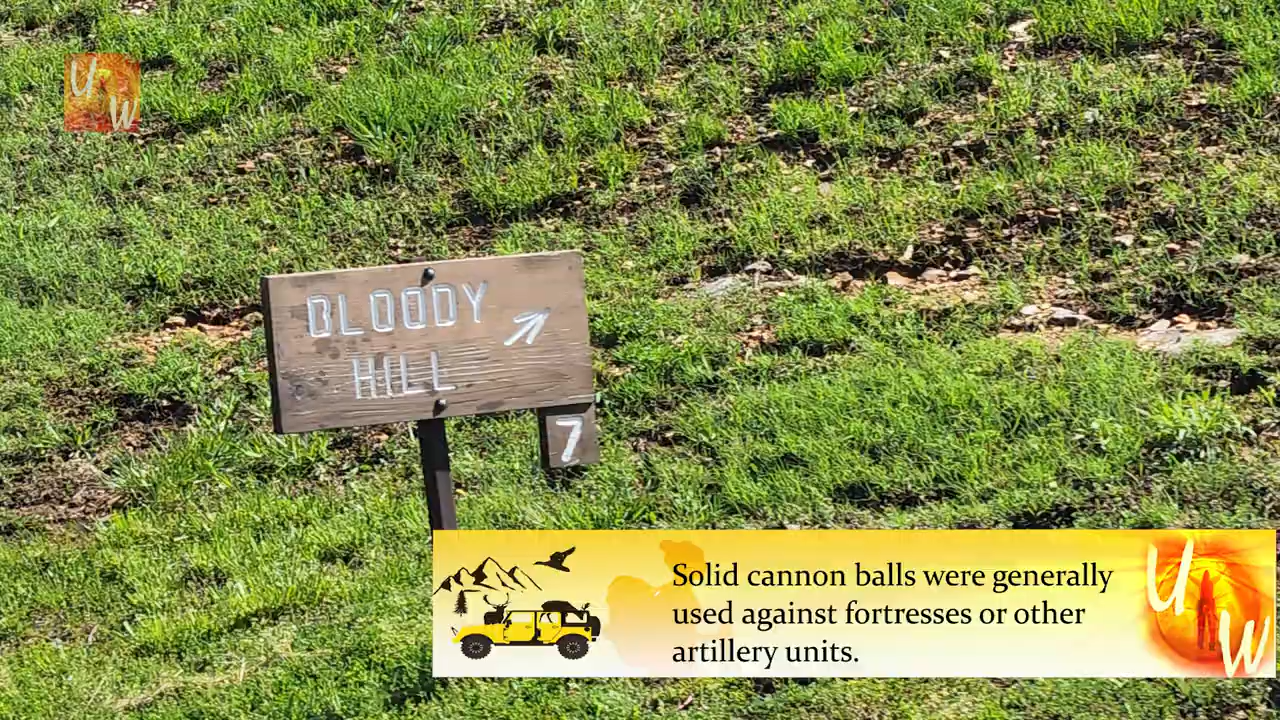 U
W
BLOODY
HILL
7
Solid cannon balls were generally
used against fortresses or other
artillery units.
U
W